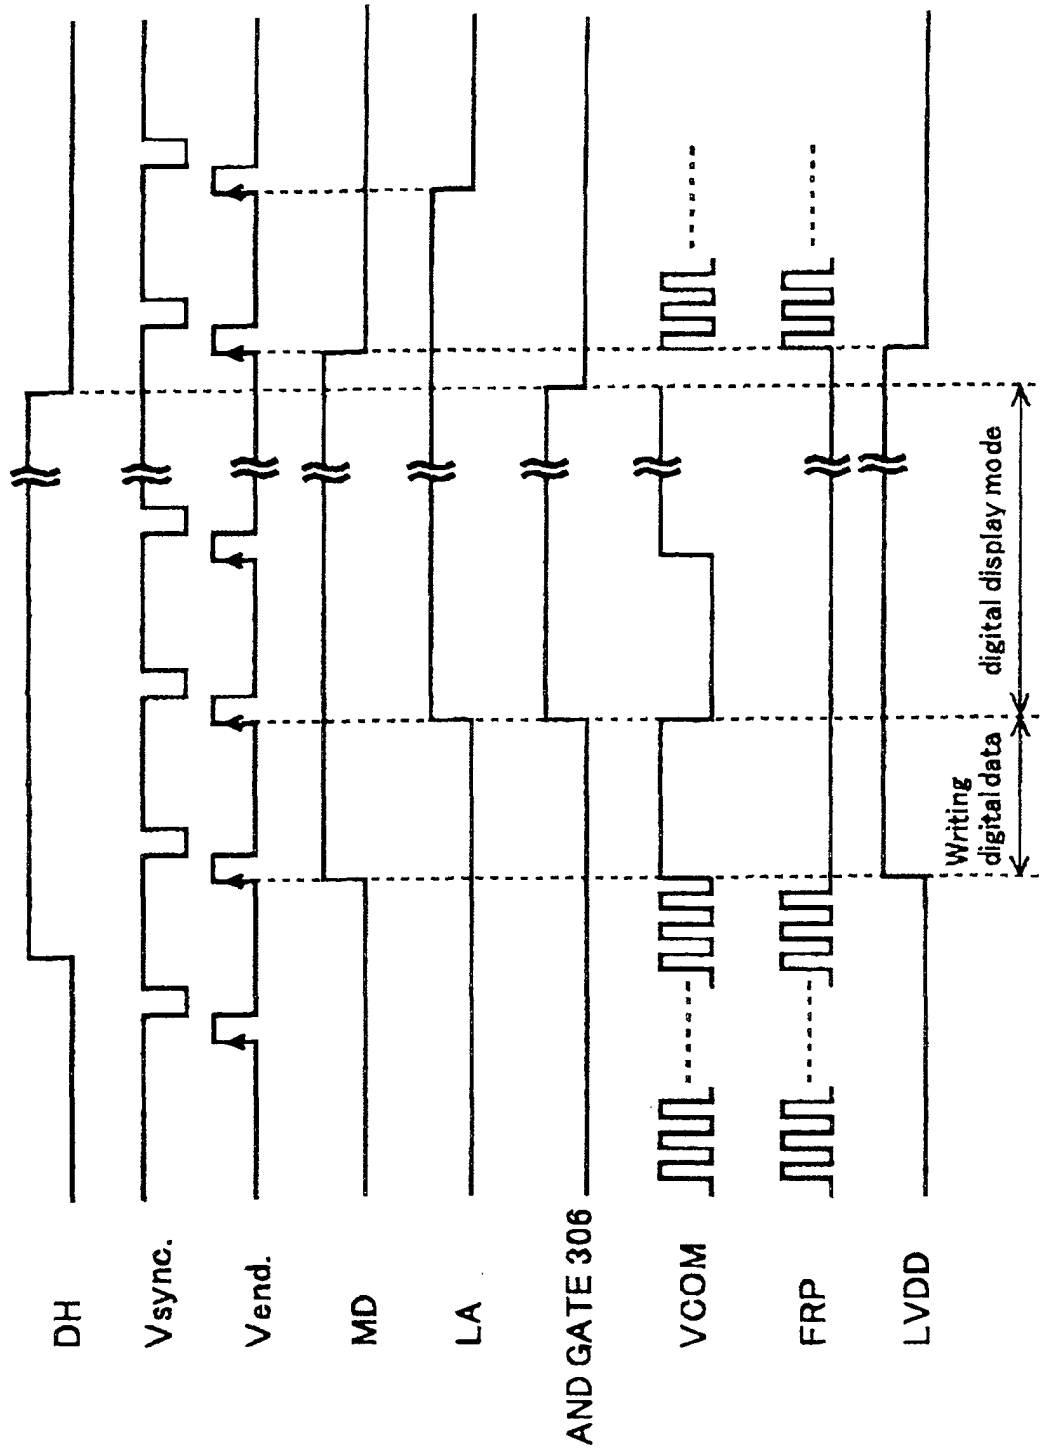 DH
Vsync.
Vend.
MD
LA
AND GATE 306
VCOM
FRP
LVDD
Writing
digital data
digital display mode